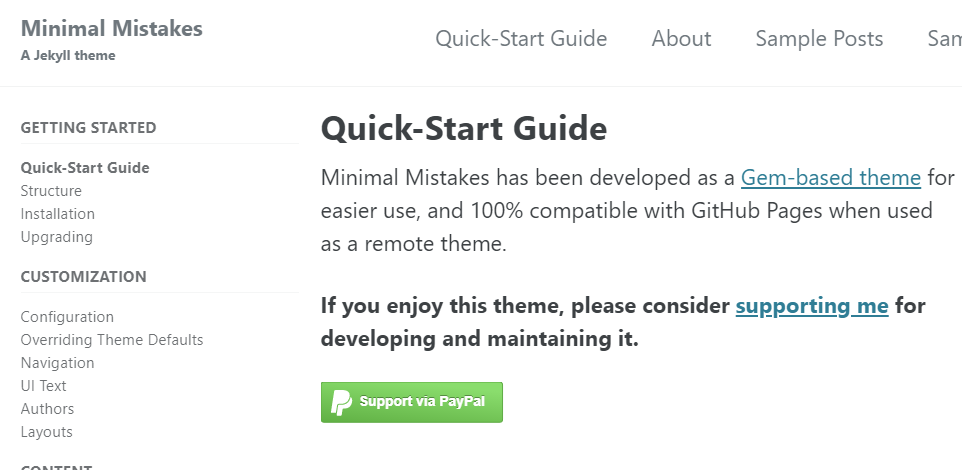 Minimal Mistakes
A Jekyll theme
Quick-Start Guide About Sample Posts
GETTING STARTED
Quick-Start Guide
Structure
Installation
Upgrading
CUSTOMIZATION
Configuration
Overriding Theme Defaults
Navigation
UI Text
Authors
Layouts
CONTENT
Quick-Start Guide
Minimal Mistakes has been developed as a Gem-based theme for
easier use, and 100% compatible with GitHub Pages when used
as a remote theme.
If you enjoy this theme, please consider supporting me for
developing and maintaining it.
Support via PayPal